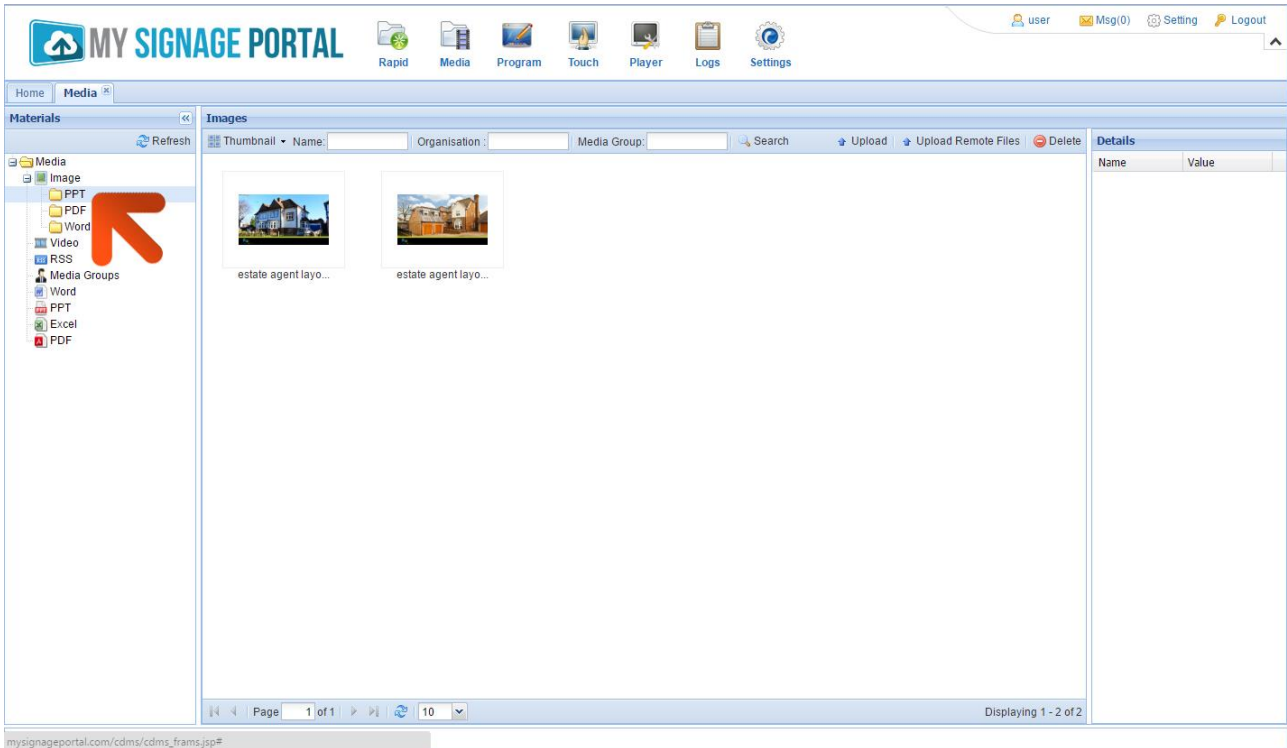 MY SIGNAGE PORTAL
Rapid Media Program Touch Player Logs Settings
user Msg(0) Setting Logout
Home Media
Materials
Refresh
Media
Image
PPT
PDF
Word
Video
RSS
Media Groups
Word
PPT
Excel
PDF
Images
Thumbnail Name: Organisation : Media Group: Search Upload Upload Remote Files Delete
estate agent layo... estate agent layo...
Details
Name Value
Page 1 of 1 10 Displaying 1 - 2 of 2
mysignageportal.com/cdms/cdms_frams.jsp#